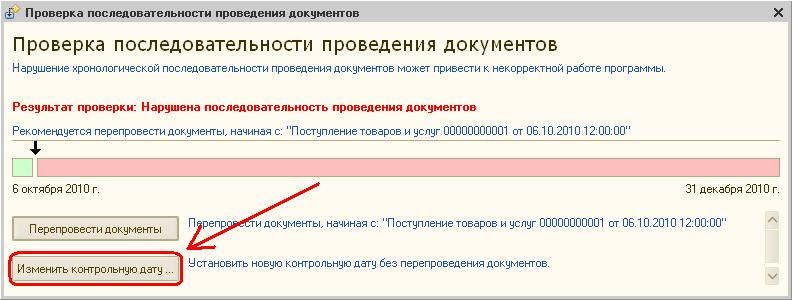 Проверка последовательности проведения документов
Проверка последовательности проведения документов
Нарушение хронологической последовательности проведения документов может привести к некорректной работе программы.
Результат проверки: Нарушена последовательность проведения документов
Рекомендуется перепровести документы, начиная с: "Поступление товаров и услуг 00000000001 от 06.10.2010 12:00:00"
6 октября 2010 г.
31 декабря 2010 г.
Перепровести документы
Перепровести документы, начиная с: "Поступление товаров и услуг 00000000001 от 06.10.2010 12:00:00"
Изменить контрольную дату ...
Установить новую контрольную дату без перепроведения документов.